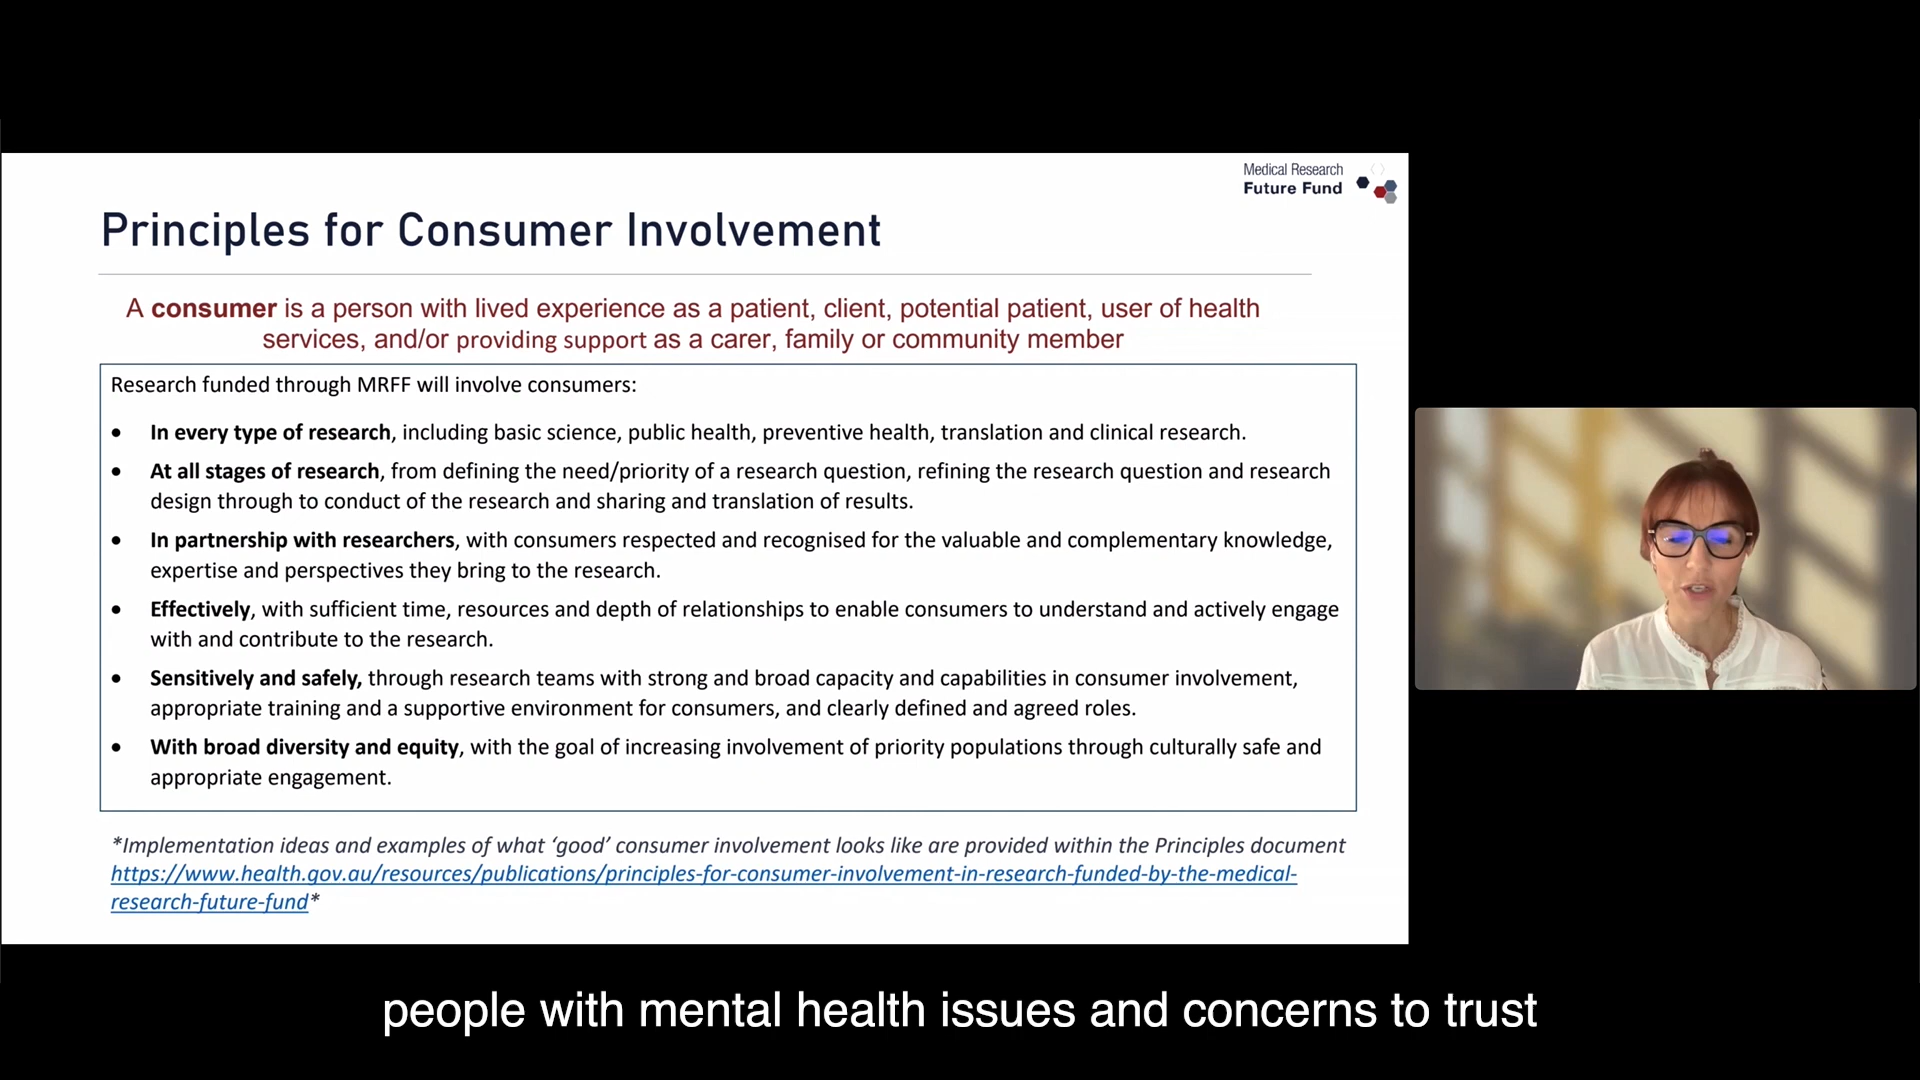 Medical Research
Future Fund
Principles for Consumer Involvement
A consumer is a person with lived experience as a patient, client, potential patient, user of health
services, and/or providing support as a carer, family or community member
Research funded through MRFF will involve consumers:
• In every type of research, including basic science, public health, preventive health, translation and clinical research.
• At all stages of research, from defining the need/priority of a research question, refining the research question and research
design through to conduct of the research and sharing and translation of results.
• In partnership with researchers, with consumers respected and recognised for the valuable and complementary knowledge,
expertise and perspectives they bring to the research.
• Effectively, with sufficient time, resources and depth of relationships to enable consumers to understand and actively engage
with and contribute to the research.
• Sensitively and safely, through research teams with strong and broad capacity and capabilities in consumer involvement,
appropriate training and a supportive environment for consumers, and clearly defined and agreed roles.
• With broad diversity and equity, with the goal of increasing involvement of priority populations through culturally safe and
appropriate engagement.
*Implementation ideas and examples of what ‘good’ consumer involvement looks like are provided within the Principles document
https://www.health.gov.au/resources/publications/principles-for-consumer-involvement-in-research-funded-by-the-medical-
research-future-fund*
people with mental health issues and concerns to trust